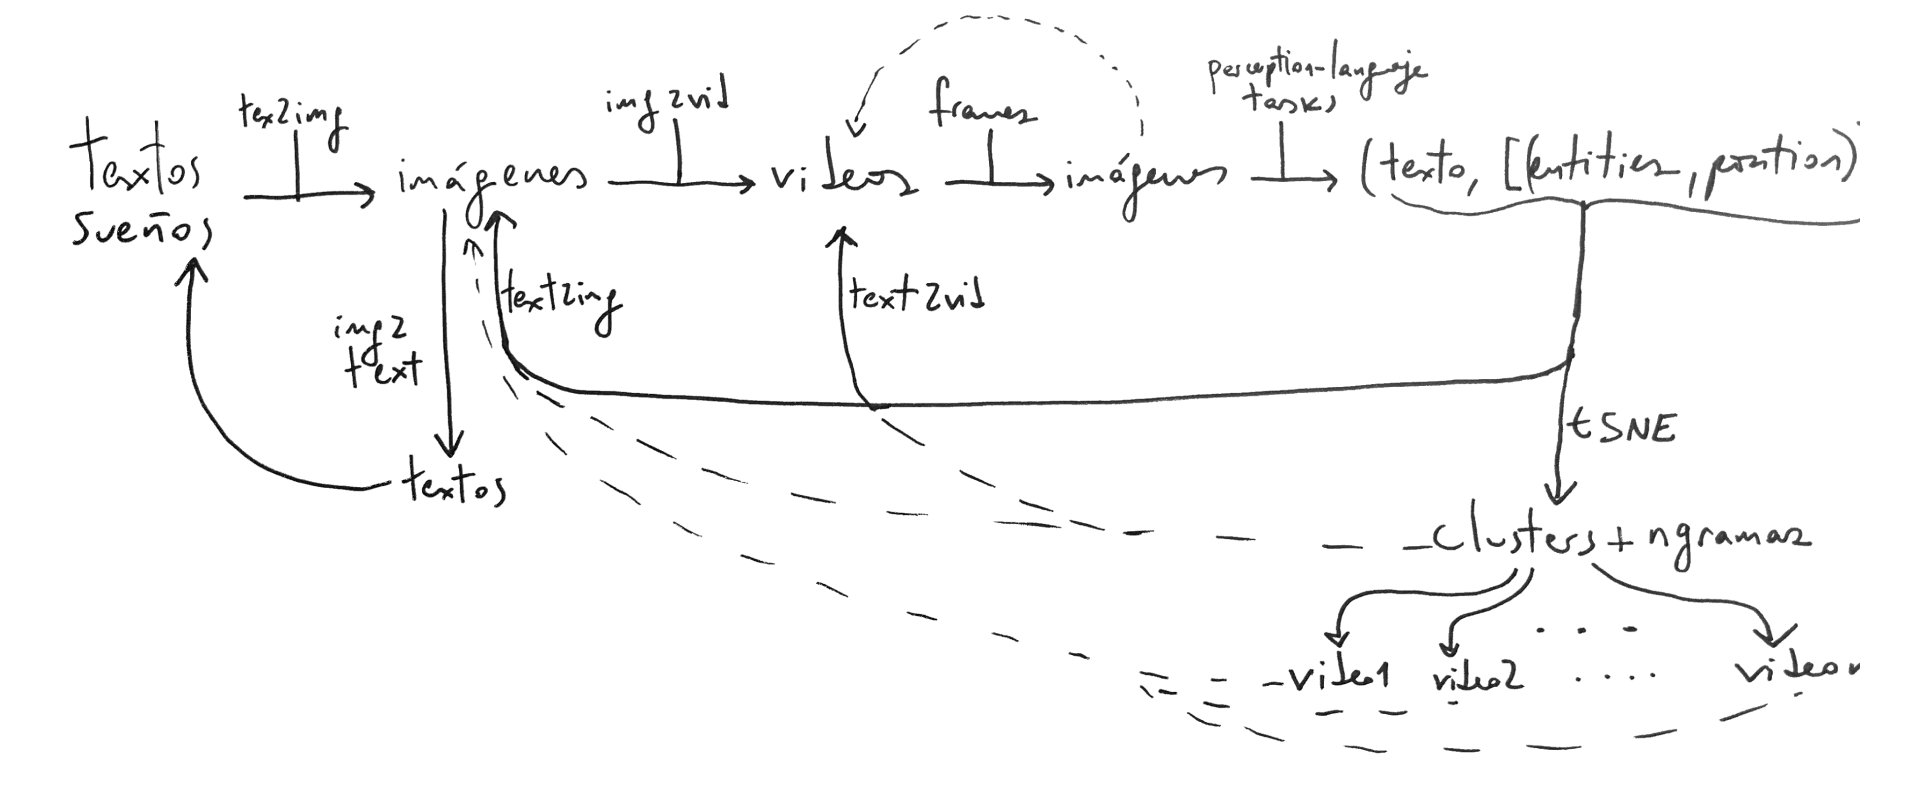 tex2img
img2vid
frames
perception-language
tasks
textos
sueños
imágenes
videos
imágenes
(texto, [(entities, position)
img2
text
text2img
text2vid
textos
tSNE
clusters + ngramas
video1 video2 .... video